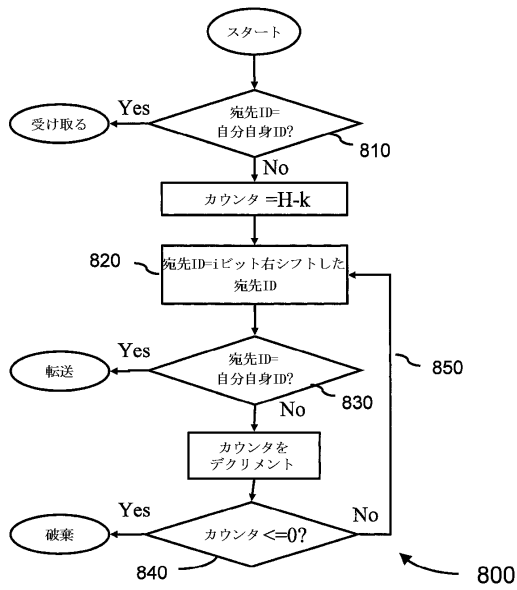 スタート
宛先ID=
自分自身ID?
Yes
受け取る
810
No
カウンタ=H-k
820
宛先ID=iビット右シフトした
宛先ID
宛先ID=
自分自身ID?
Yes
転送
830
850
No
カウンタを
デクリメント
カウンタ<=0?
Yes
No
破棄
840
800